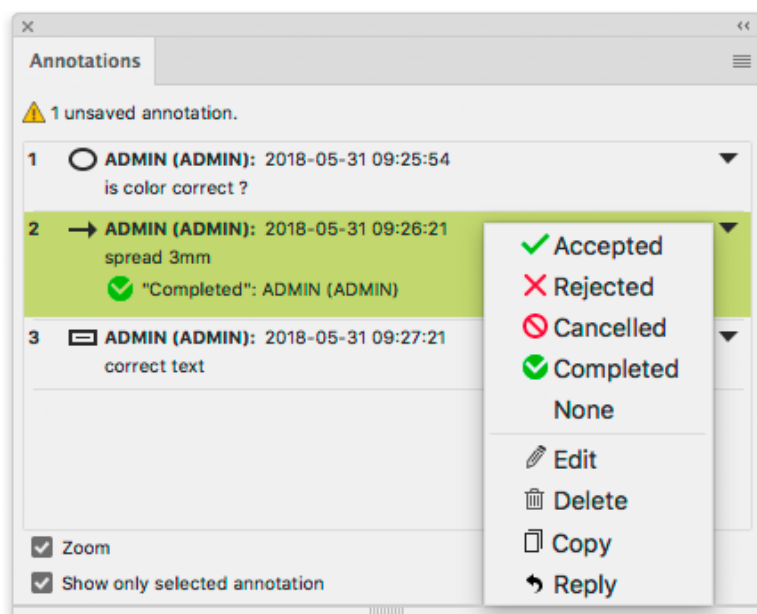 Annotations
1 unsaved annotation.
1 ADMIN (ADMIN): 2018-05-31 09:25:54
is color correct ?
2 ADMIN (ADMIN): 2018-05-31 09:26:21
spread 3mm
"Completed": ADMIN (ADMIN)
3 ADMIN (ADMIN): 2018-05-31 09:27:21
correct text
Accepted
Rejected
Cancelled
Completed
None
Edit
Delete
Copy
Reply
Zoom
Show only selected annotation